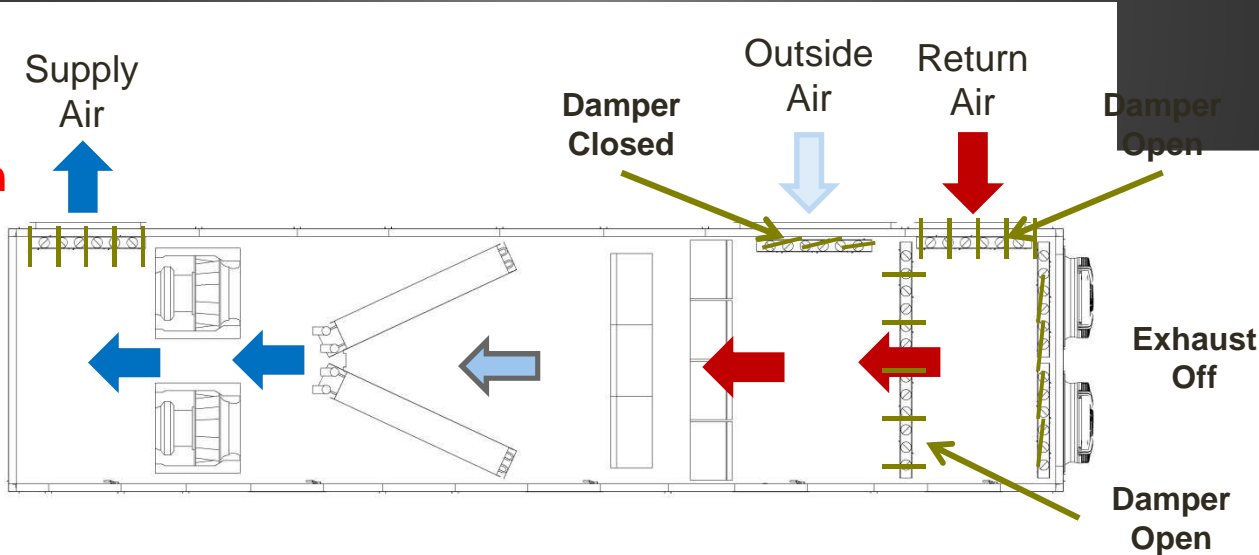 Supply
Air
Damper
Closed
Outside
Air
Return
Air
Damper
Open
Exhaust
Off
Damper
Open